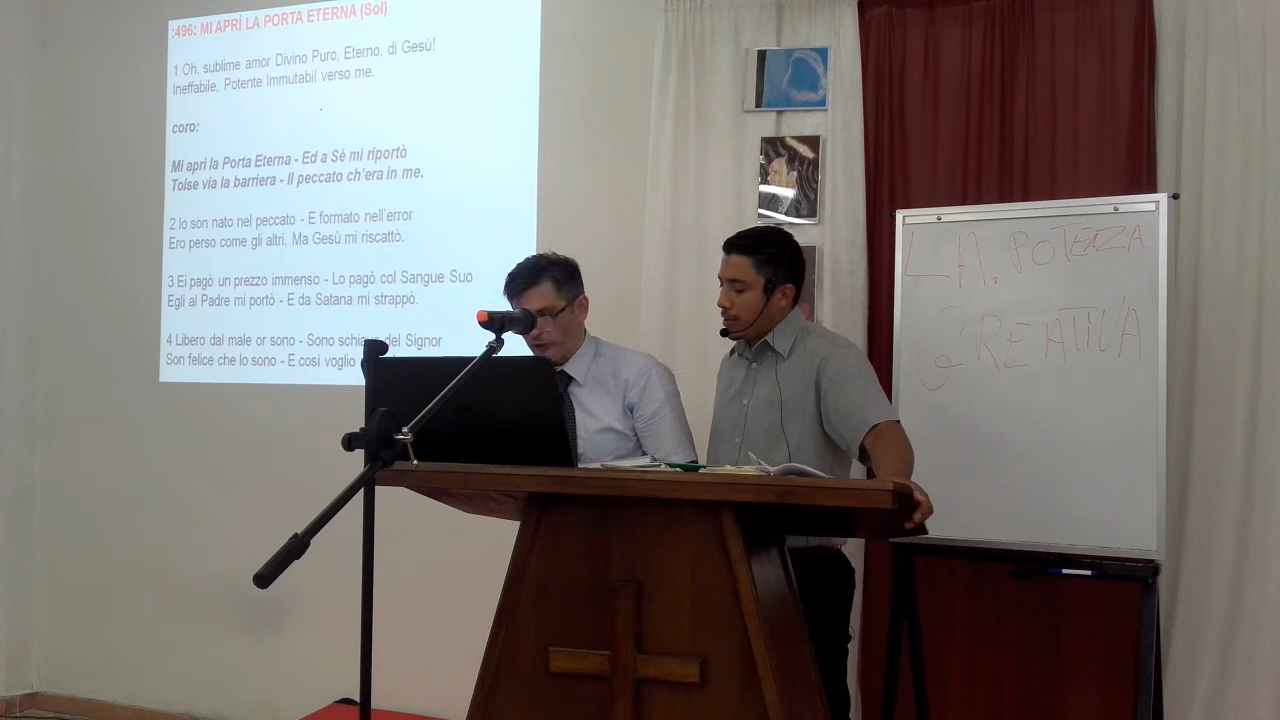 :496: MI APRÌ LA PORTA ETERNA (Sol)
1 Oh, sublime amor Divino Puro, Eterno, di Gesù!
Ineffabile, Potente Immutabil verso me.
coro:
Mi apri la Porta Eterna - Ed a Sé mi riportò
Tolse via la barriera - Il peccato ch'era in me.
2 Io son nato nel peccato - E formato nell'error
Ero perso come gli altri, Ma Gesù mi riscattò.
3 Ei pagò un prezzo immenso - Lo pagò col Sangue Suo
Egli al Padre mi portò - E da Satana mi strappò.
4 Libero dal male or sono - Sono del Signor
Son felice che lo sono - E così voglio
LA. POTENZA
CREATIVA